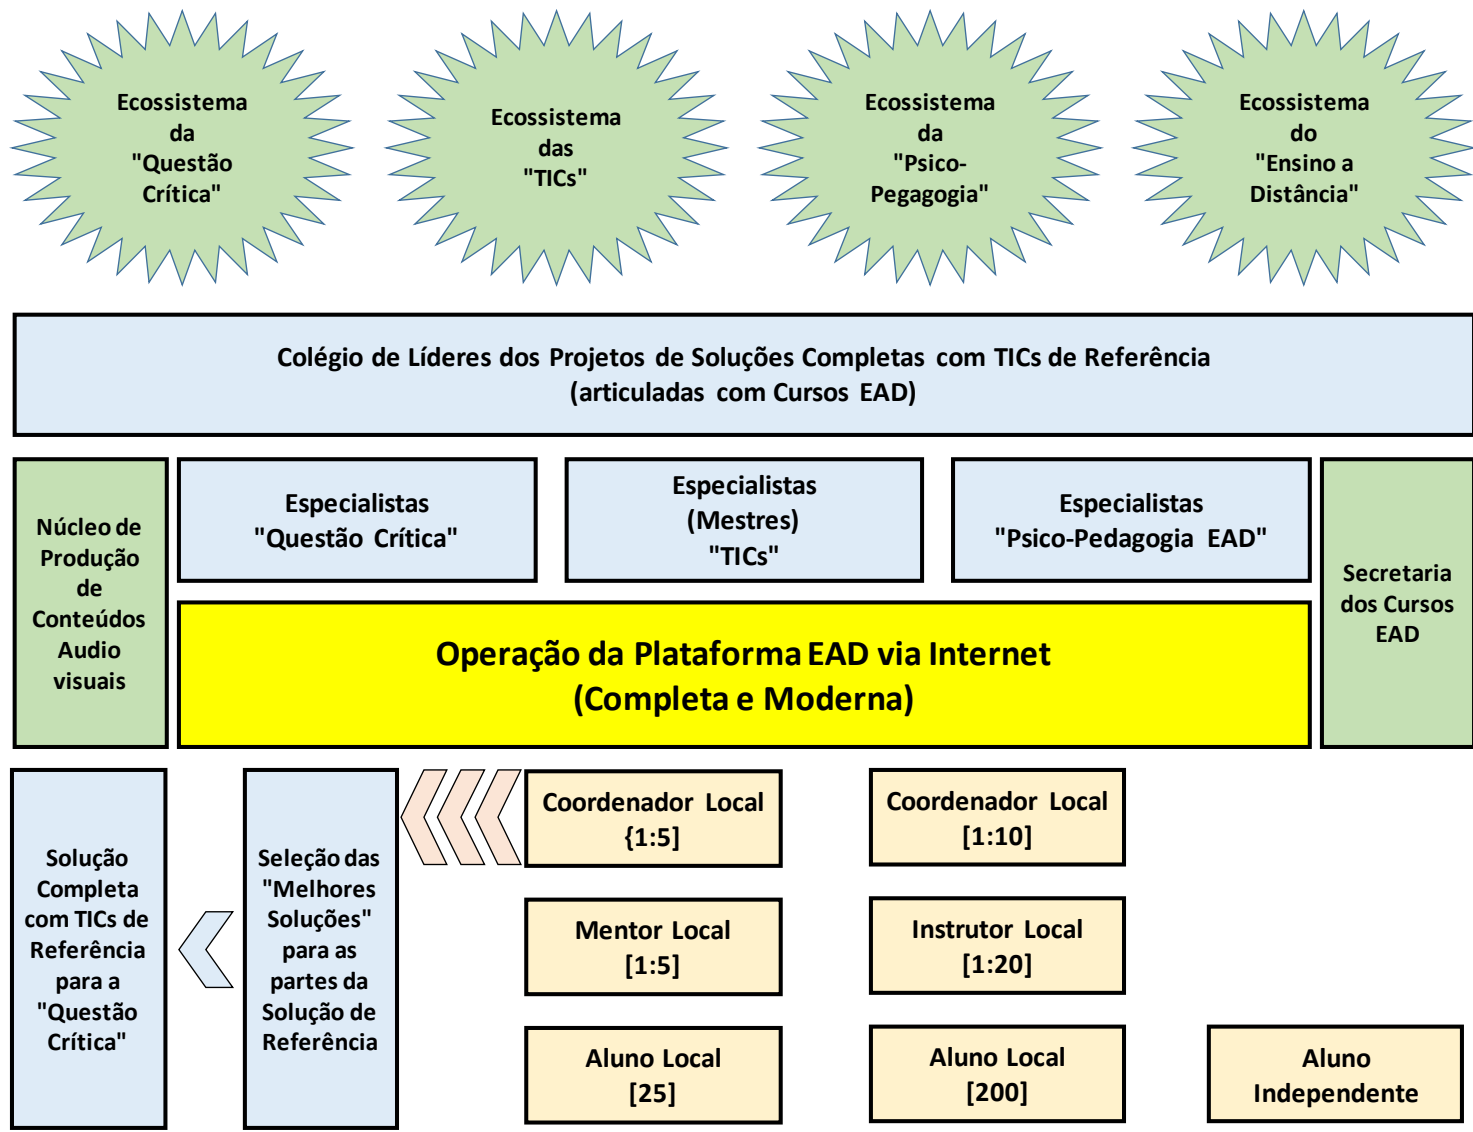 Ecossistema
da
"Questão
Crítica"
Ecossistema
das
"TICs"
Ecossistema
da
"Psico-
Pegagogia"
Ecossistema
do
"Ensino a
Distância"
Colégio de Líderes dos Projetos de Soluções Completas com TICs de Referência
(articuladas com Cursos EAD)
Núcleo de
Produção
de
Conteúdos
Audio
visuais
Especialistas
"Questão Crítica"
Especialistas
(Mestres)
"TICs"
Especialistas
"Psico-Pedagogia EAD"
Secretaria
dos Cursos
EAD
Operação da Plataforma EAD via Internet
(Completa e Moderna)
Solução
Completa
com TICs de
Referência
para a
"Questão
Crítica"
Seleção das
"Melhores
Soluções"
para as
partes da
Solução de
Referência
Coordenador Local
{1:5]
Coordenador Local
[1:10]
Mentor Local
[1:5]
Instrutor Local
[1:20]
Aluno Local
[25]
Aluno Local
[200]
Aluno
Independente